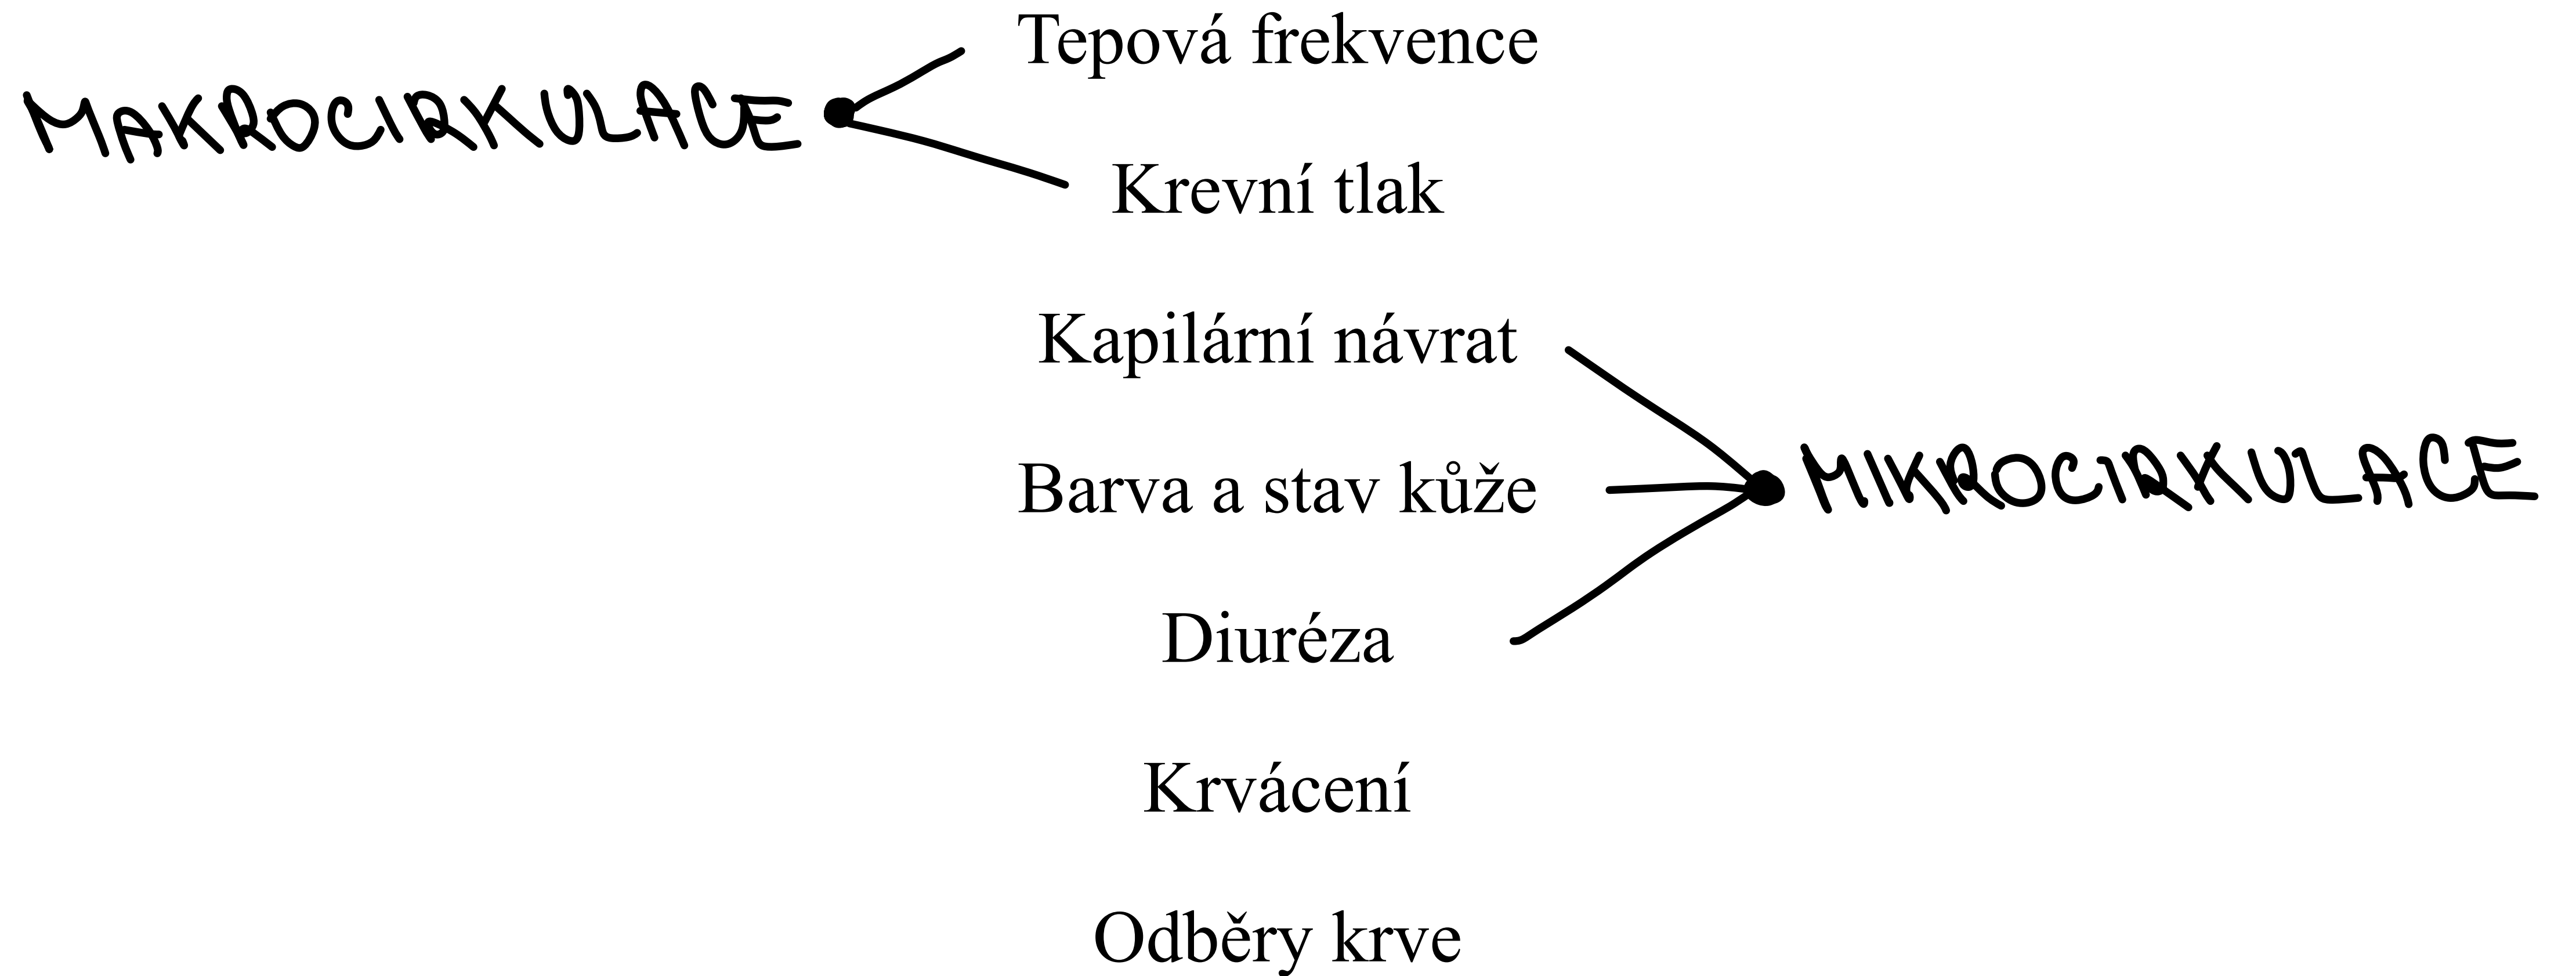 Tepová frekvence
MAKROCIRKULACE
Krevní tlak
Kapilární návrat
Barva a stav kůže
MIKROCIRKULACE
Diuréza
Krvácení
Odběry krve